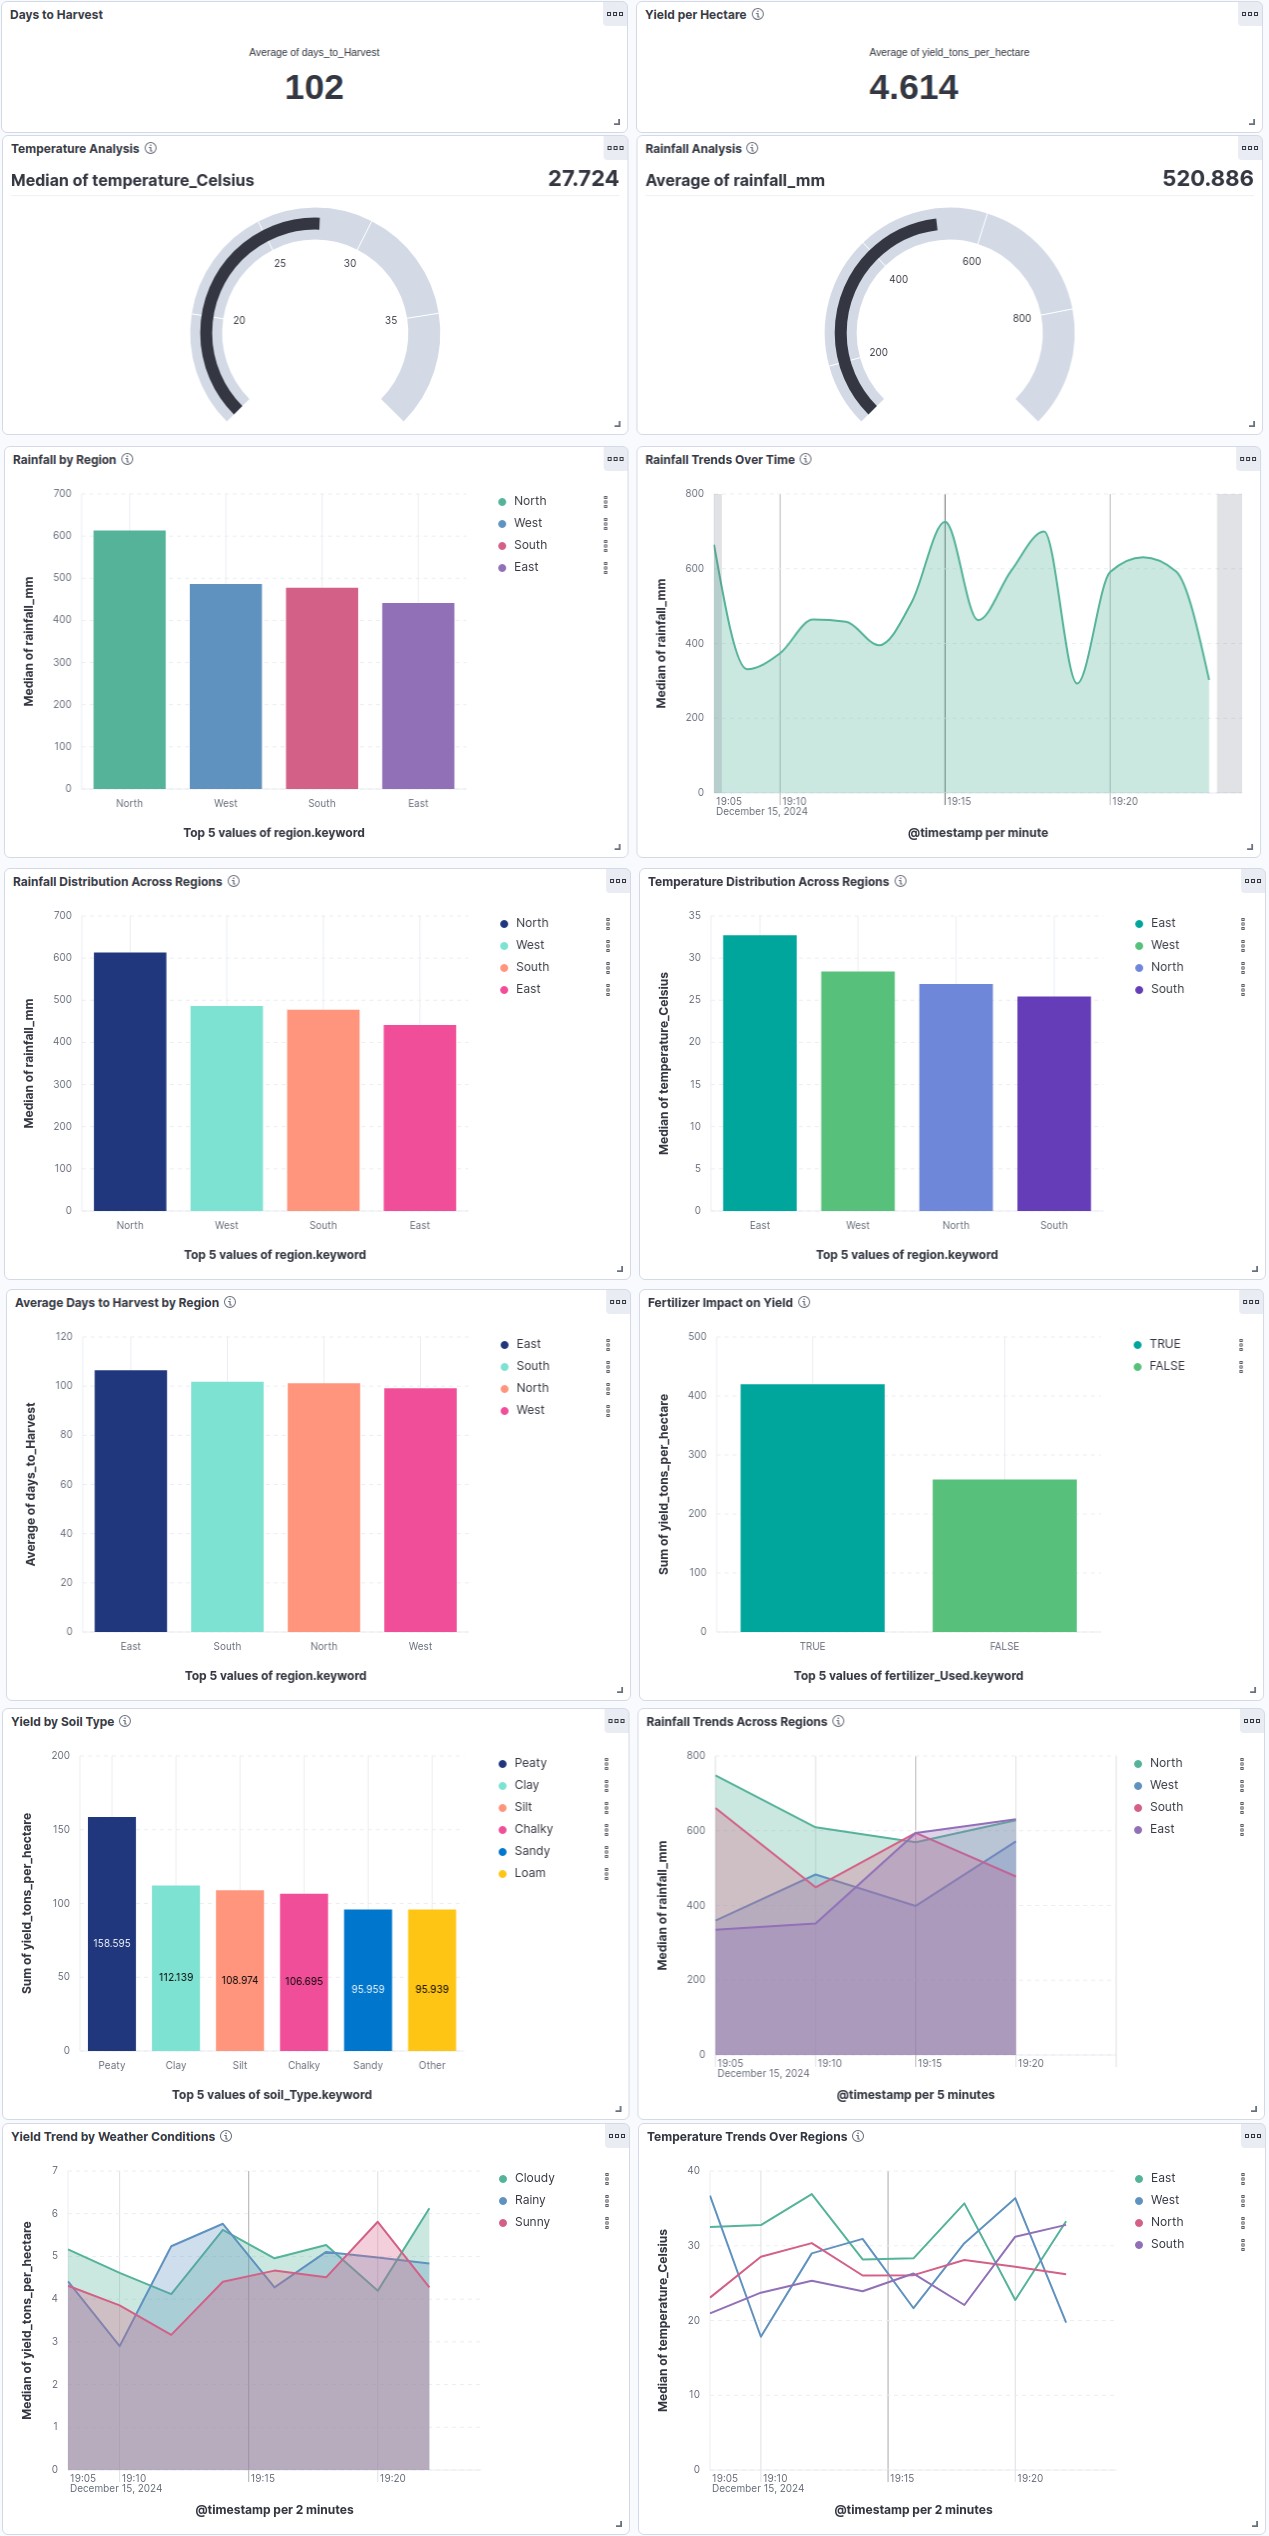 Days to Harvest
Average of days_to_Harvest
102
Yield per Hectare
Average of yield_tons_per_hectare
4.614
Temperature Analysis
Median of temperature_Celsius 27.724
20
25
30
35
Rainfall Analysis
Average of rainfall_mm 520.886
200
400
600
800
Rainfall by Region
Median of rainfall_mm
700
600
500
400
300
200
100
0
North West South East
Top 5 values of region.keyword
North
West
South
East
Rainfall Trends Over Time
Median of rainfall_mm
800
600
400
200
0
19:05 19:10 19:15 19:20
December 15, 2024
@timestamp per minute
Rainfall Distribution Across Regions
Median of rainfall_mm
700
600
500
400
300
200
100
0
North West South East
Top 5 values of region.keyword
North
West
South
East
Temperature Distribution Across Regions
Median of temperature_Celsius
35
30
25
20
15
10
5
0
East West North South
Top 5 values of region.keyword
East
West
North
South
Average Days to Harvest by Region
Average of days_to_Harvest
120
100
80
60
40
20
0
East South North West
Top 5 values of region.keyword
East
South
North
West
Fertilizer Impact on Yield
Sum of yield_tons_per_hectare
500
400
300
200
100
0
TRUE FALSE
Top 5 values of fertilizer_Used.keyword
TRUE
FALSE
Yield by Soil Type
Sum of yield_tons_per_hectare
200
150
100
50
0
158.595
112.139
108.974
106.695
95.959
95.939
Peaty Clay Silt Chalky Sandy Other
Top 5 values of soil_Type.keyword
Peaty
Clay
Silt
Chalky
Sandy
Loam
Rainfall Trends Across Regions
Median of rainfall_mm
800
600
400
200
0
19:05 19:10 19:15 19:20
December 15, 2024
@timestamp per 5 minutes
North
West
South
East
Yield Trend by Weather Conditions
Median of yield_tons_per_hectare
7
6
5
4
3
2
1
0
19:05 19:10 19:15 19:20
December 15, 2024
@timestamp per 2 minutes
Cloudy
Rainy
Sunny
Temperature Trends Over Regions
Median of temperature_Celsius
40
30
20
10
0
19:05 19:10 19:15 19:20
December 15, 2024
@timestamp per 2 minutes
East
West
North
South